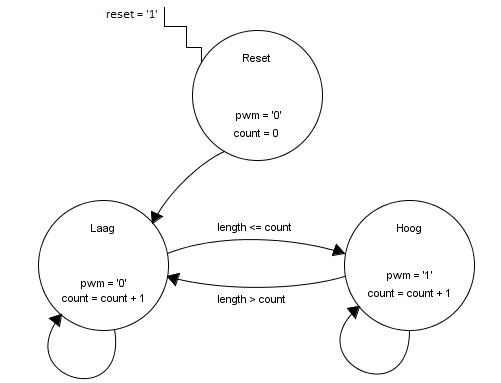 reset = '1'
Reset
pwm = '0'
count = 0
Laag
pwm = '0'
count = count + 1
length <= count
length > count
Hoog
pwm = '1'
count = count + 1